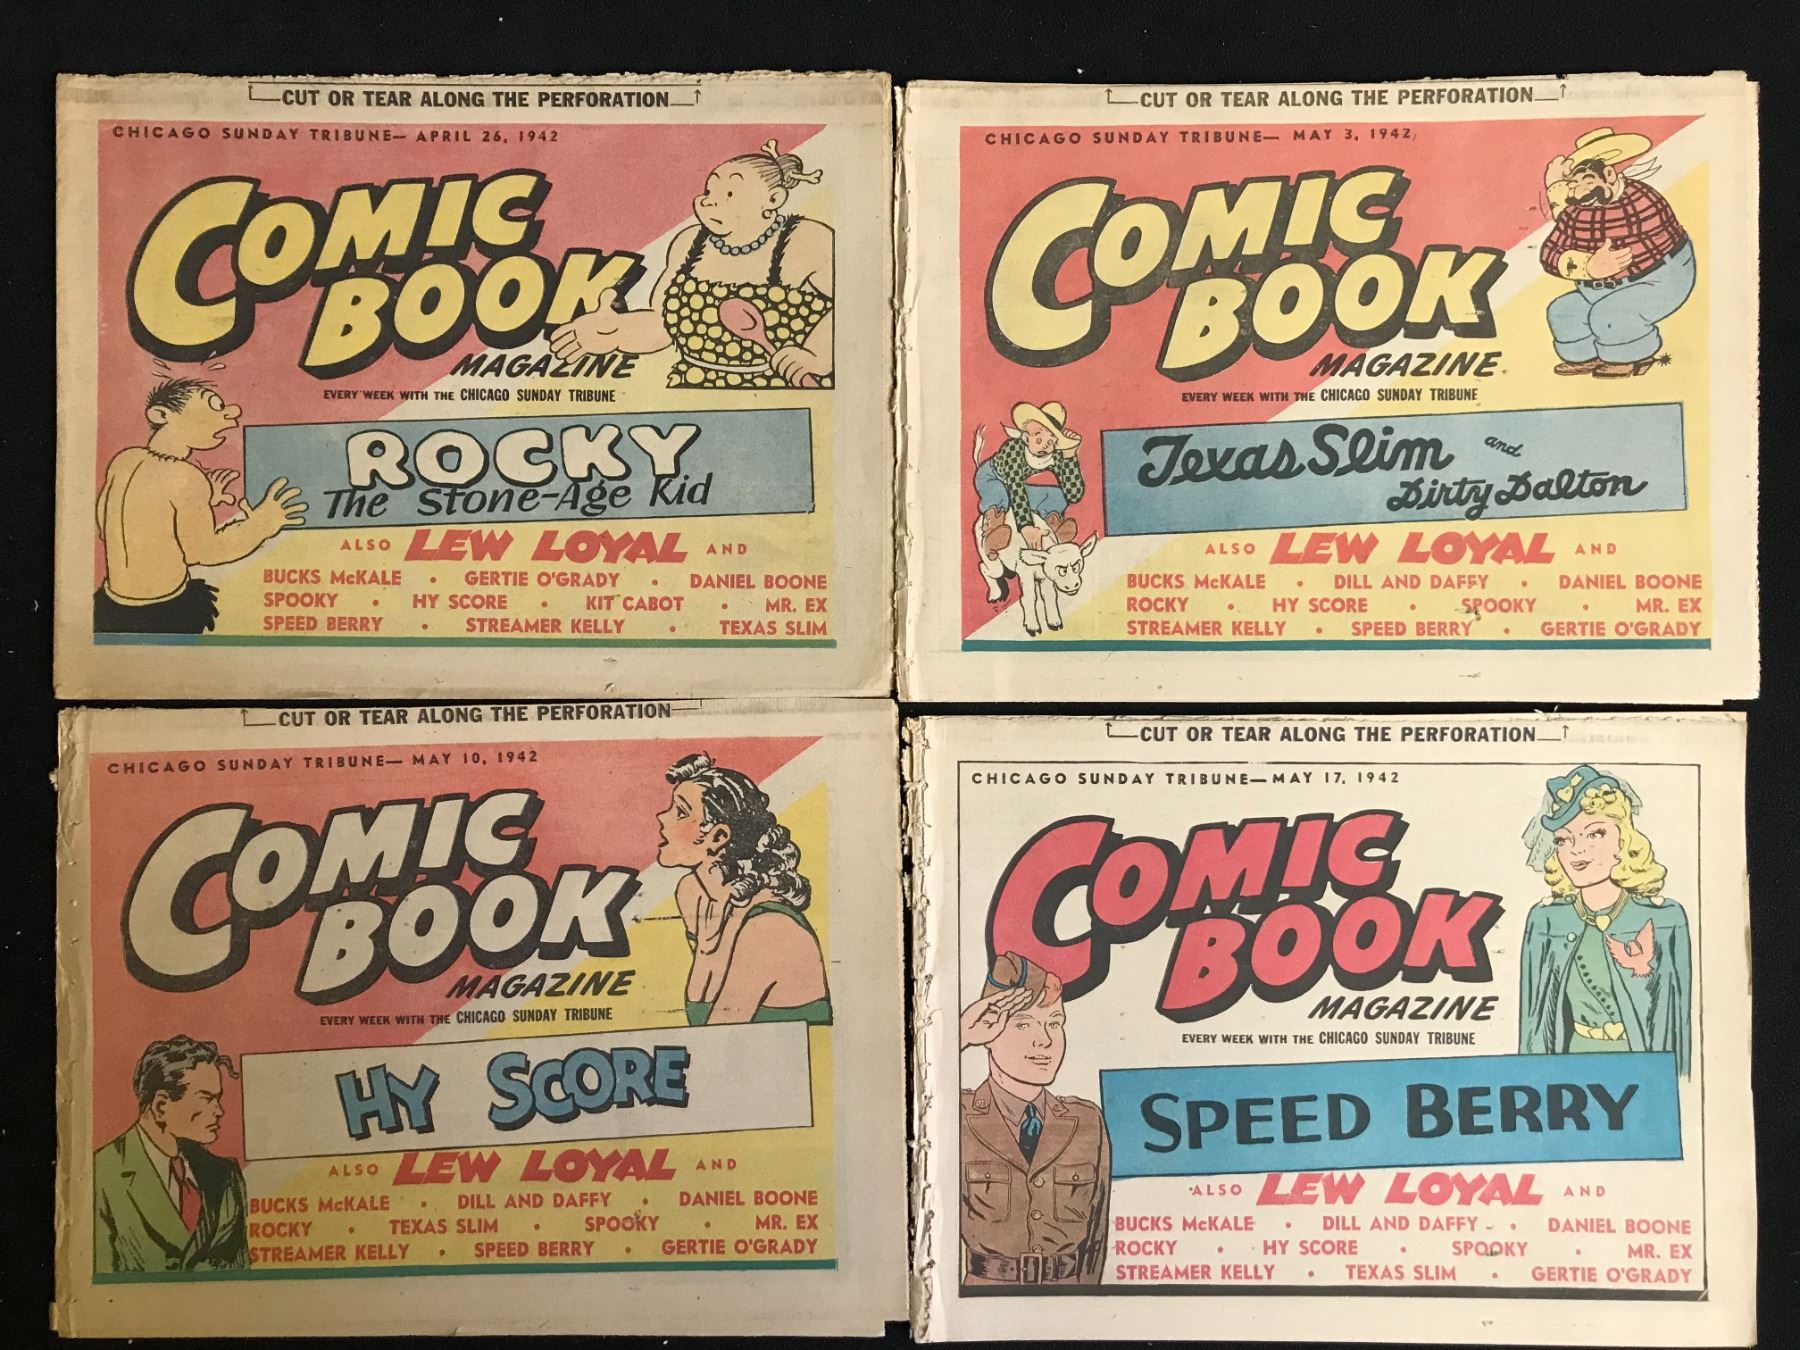 CUT OR TEAR ALONG THE PERFORATION
CHICAGO SUNDAY TRIBUNE— APRIL 26, 1942
COMIC
BOOK
MAGAZINE
EVERY WEEK WITH THE CHICAGO SUNDAY TRIBUNE
ROCKY
The Stone-Age Kid
ALSO LEW LOYAL AND
BUCKS McKALE • GERTIE O'GRADY • DANIEL BOONE
SPOOKY • HY SCORE • KIT CABOT • MR. EX
SPEED BERRY • STREAMER KELLY • TEXAS SLIM
CUT OR TEAR ALONG THE PERFORATION
CHICAGO SUNDAY TRIBUNE— MAY 3, 1942
COMIC
BOOK
MAGAZINE
EVERY WEEK WITH THE CHICAGO SUNDAY TRIBUNE
Texas Slim and
Dirty Dalton
ALSO LEW LOYAL AND
BUCKS McKALE • DILL AND DAFFY • DANIEL BOONE
ROCKY • HY SCORE • SPOOKY • MR. EX
STREAMER KELLY • SPEED BERRY • GERTIE O'GRADY
CUT OR TEAR ALONG THE PERFORATION
CHICAGO SUNDAY TRIBUNE— MAY 10, 1942
COMIC
BOOK
MAGAZINE
EVERY WEEK WITH THE CHICAGO SUNDAY TRIBUNE
HY SCORE
ALSO LEW LOYAL AND
BUCKS McKALE • DILL AND DAFFY • DANIEL BOONE
ROCKY • TEXAS SLIM • SPOOKY • MR. EX
STREAMER KELLY • SPEED BERRY • GERTIE O'GRADY
CUT OR TEAR ALONG THE PERFORATION
CHICAGO SUNDAY TRIBUNE—MAY 17, 1942
COMIC
BOOK
MAGAZINE
EVERY WEEK WITH THE CHICAGO SUNDAY TRIBUNE
SPEED BERRY
ALSO LEW LOYAL AND
BUCKS McKALE • DILL AND DAFFY • DANIEL BOONE
ROCKY • HY SCORE • SPOOKY • MR. EX
STREAMER KELLY • TEXAS SLIM • GERTIE O'GRADY